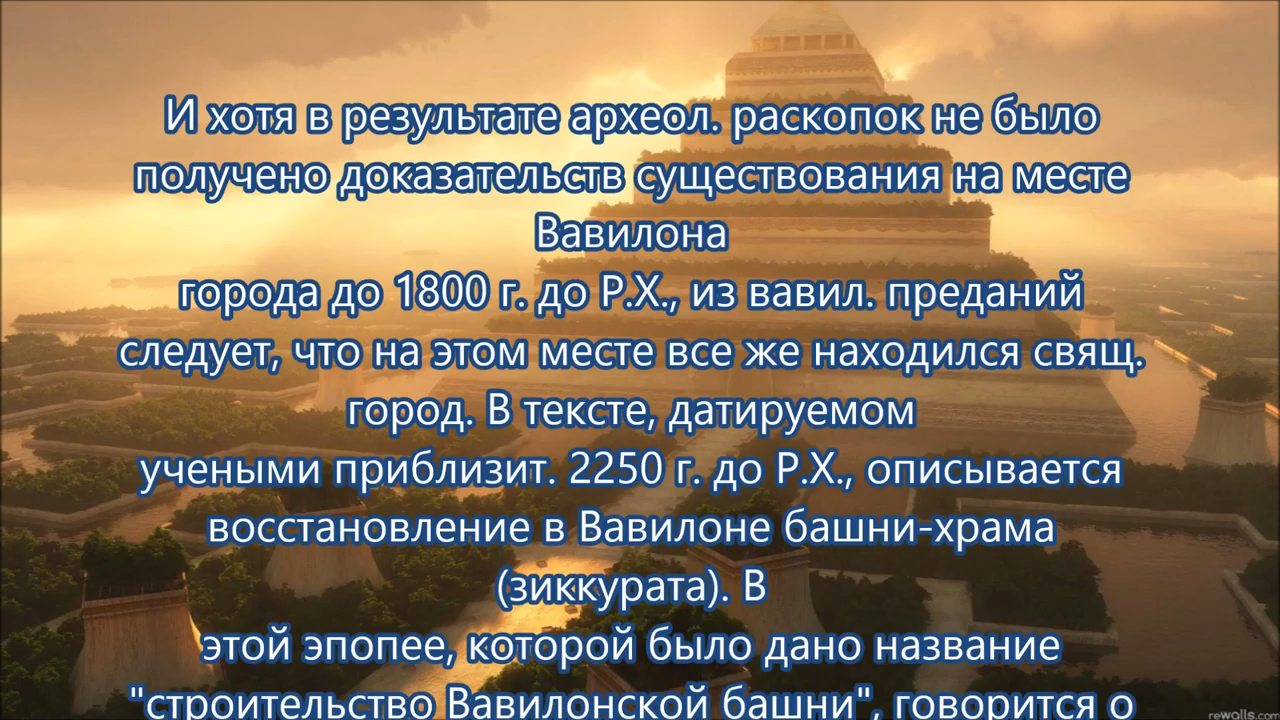 И хотя в результате археол. раскопок не было
получено доказательств существования на месте
Вавилона
города до 1800 г. до Р.Х., из вавил. преданий
следует, что на этом месте все же находился свящ.
город. В тексте, датируемом
учеными приблизит. 2250 г. до Р.Х., описывается
восстановление в Вавилоне башни-храма
(зиккурата). В
этой эпопее, которой было дано название
"строительство Вавилонской башни", говорится о
rewalls.com